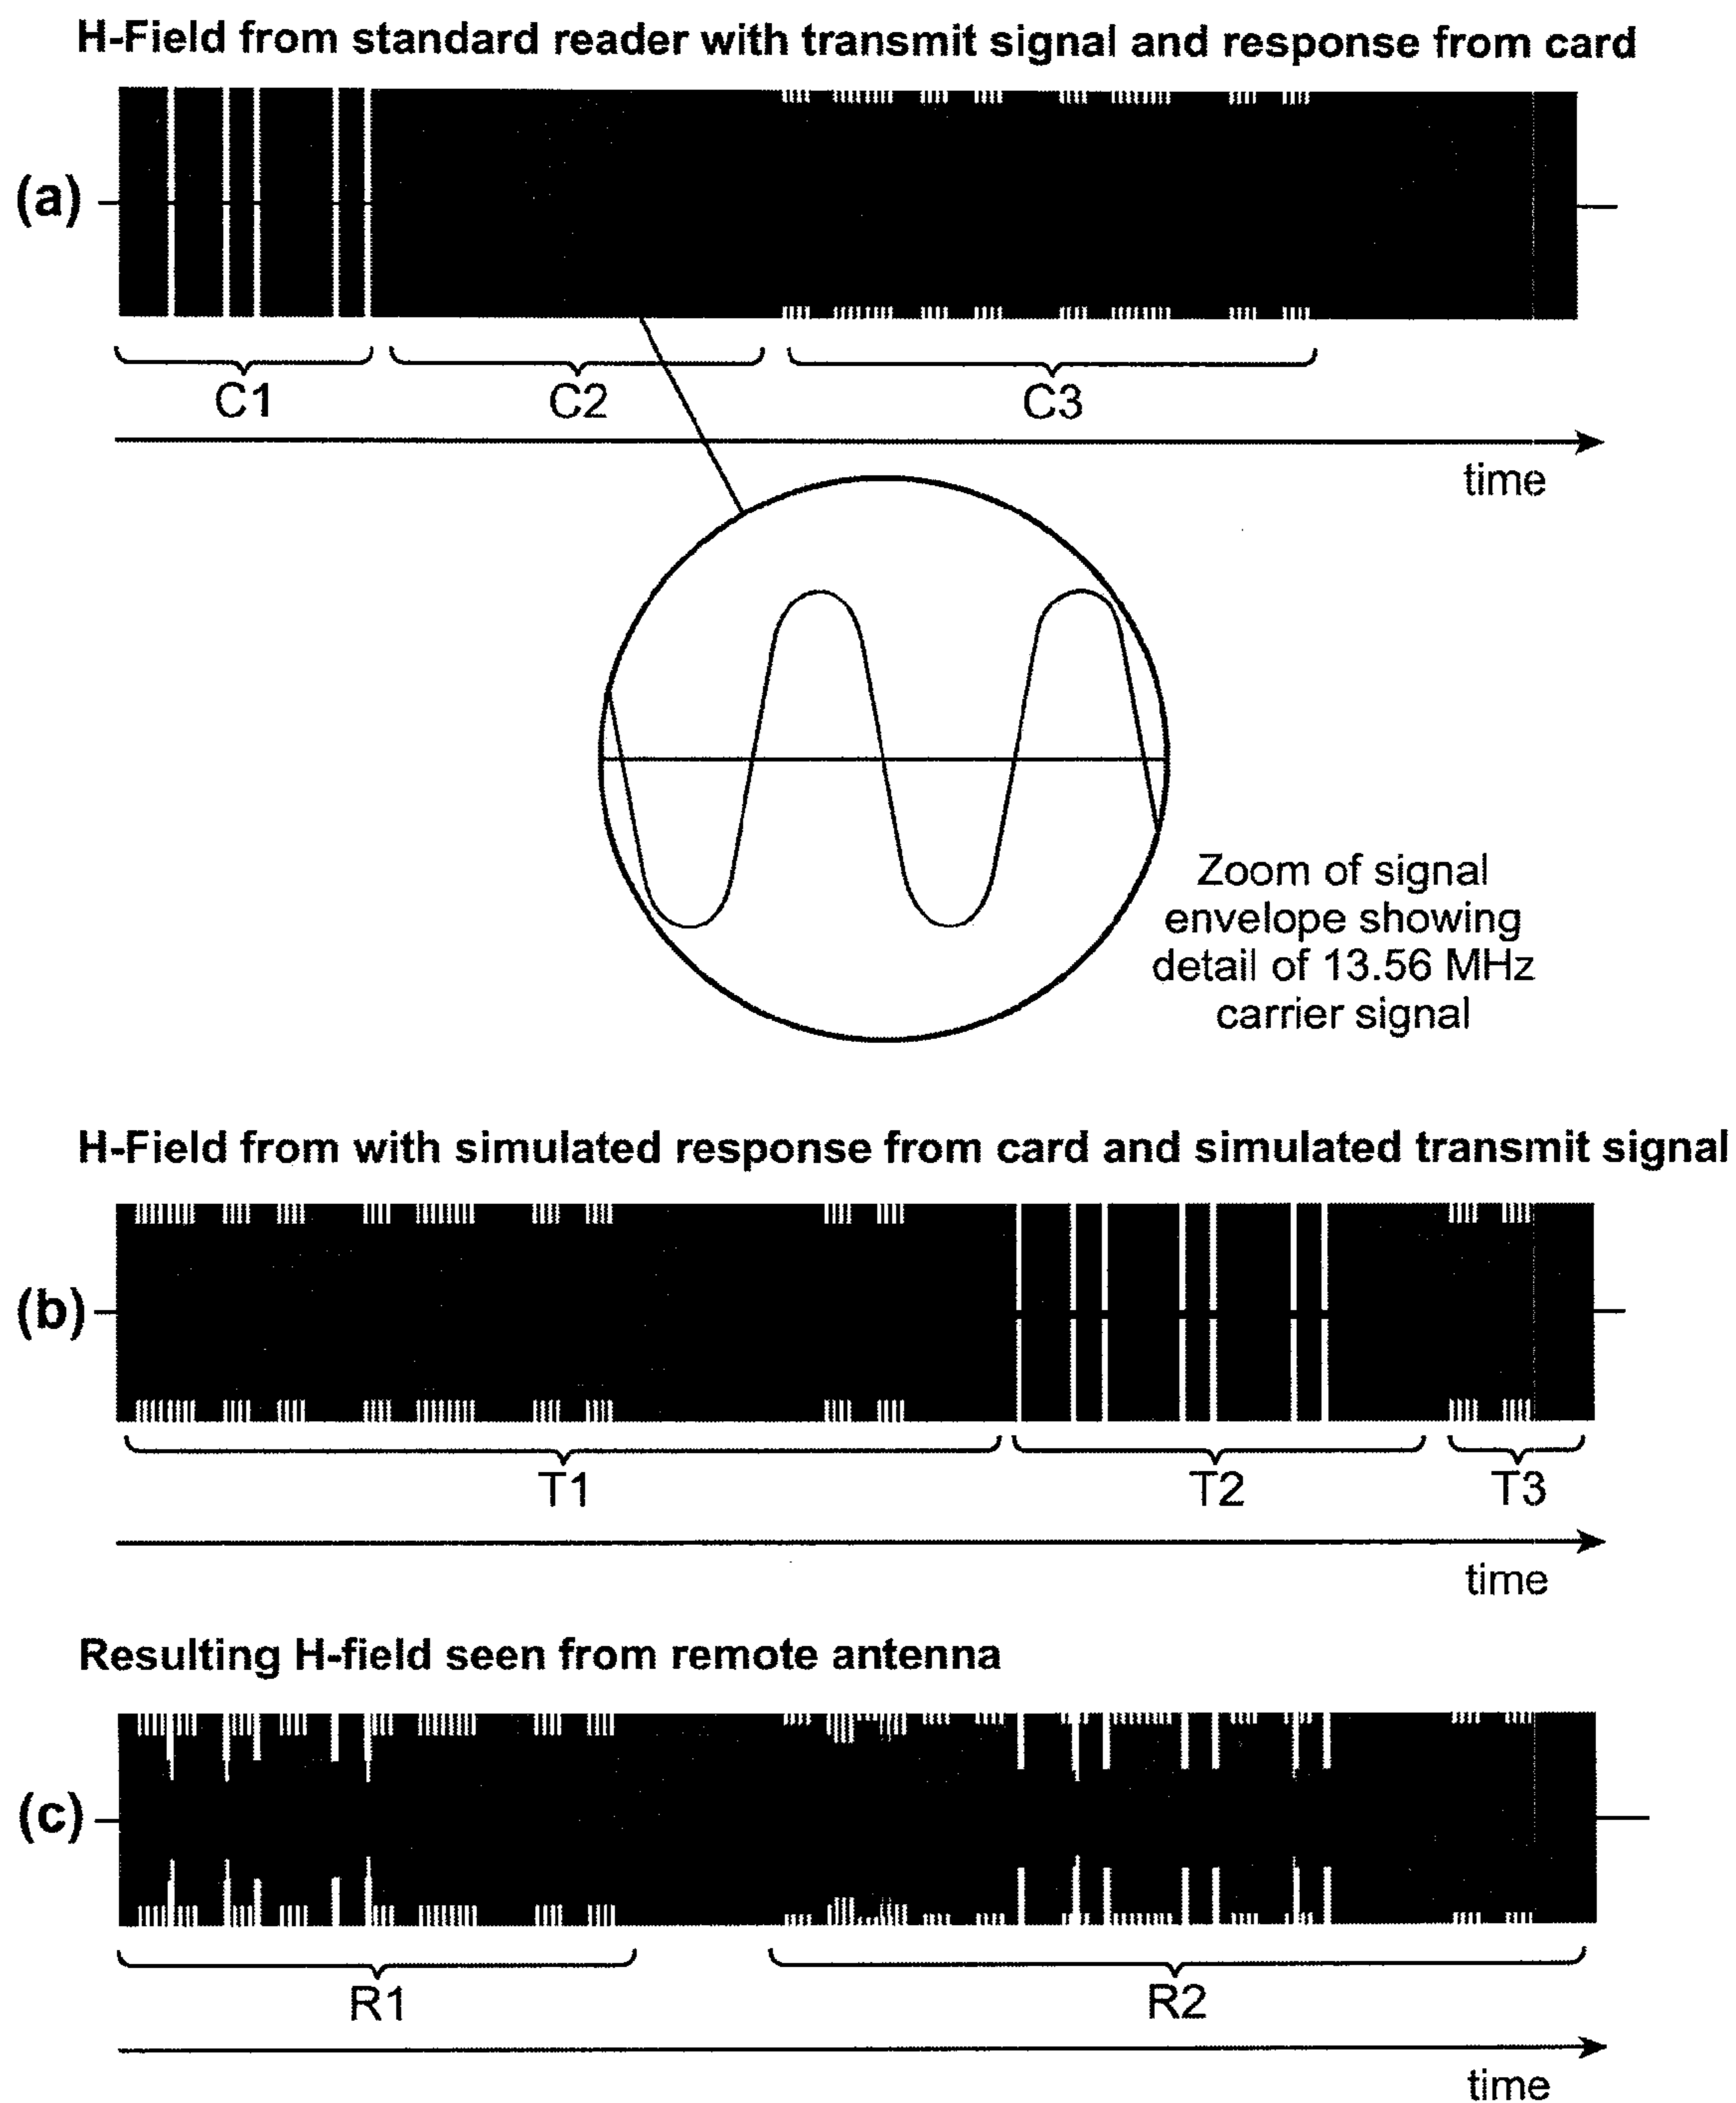 H-Field from standard reader with transmit signal and response from card
(a)
C1
C2
C3
time
Zoom of signal
envelope showing
detail of 13.56 MHz
carrier signal
H-Field from with simulated response from card and simulated transmit signal
(b)
T1
T2
T3
time
Resulting H-field seen from remote antenna
(c)
R1
R2
time